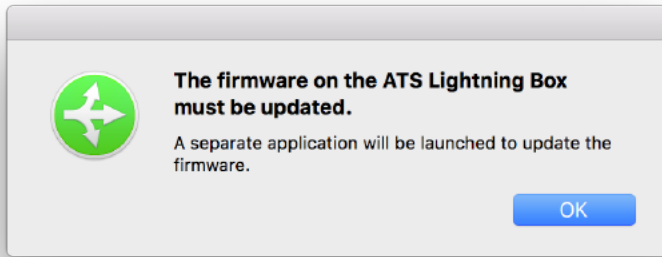 The firmware on the ATS Lightning Box
must be updated.
A separate application will be launched to update the
firmware.
OK